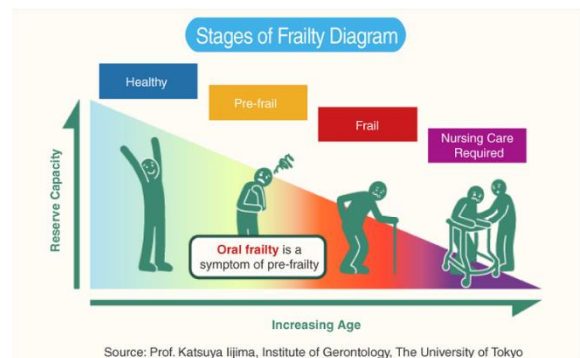 Stages of Frailty Diagram
Healthy
Pre-frail
Frail
Nursing Care
Required
Reserve Capacity
Oral frailty is a
symptom of pre-frailty
Increasing Age
Source: Prof. Katsuya Iijima, Institute of Gerontology, The University of Tokyo